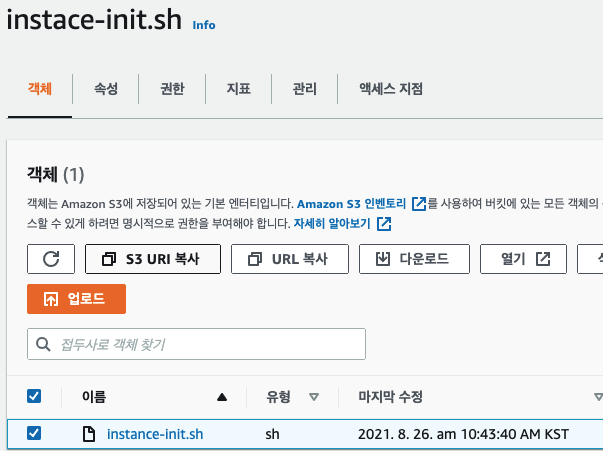 instace-init.sh Info
객체 속성 권한 지표 관리 액세스 지점
객체 (1)
객체는 Amazon S3에 저장되어 있는 기본 엔터티입니다. Amazon S3 인벤토리 를 사용하여 버킷에 있는 모든 객체의
스할 수 있게 하려면 명시적으로 권한을 부여해야 합니다. 자세히 알아보기
S3 URI 복사 URL 복사 다운로드 열기
업로드
접두사로 객체 찾기
이름 유형 마지막 수정
instance-init.sh sh 2021. 8. 26. am 10:43:40 AM KST